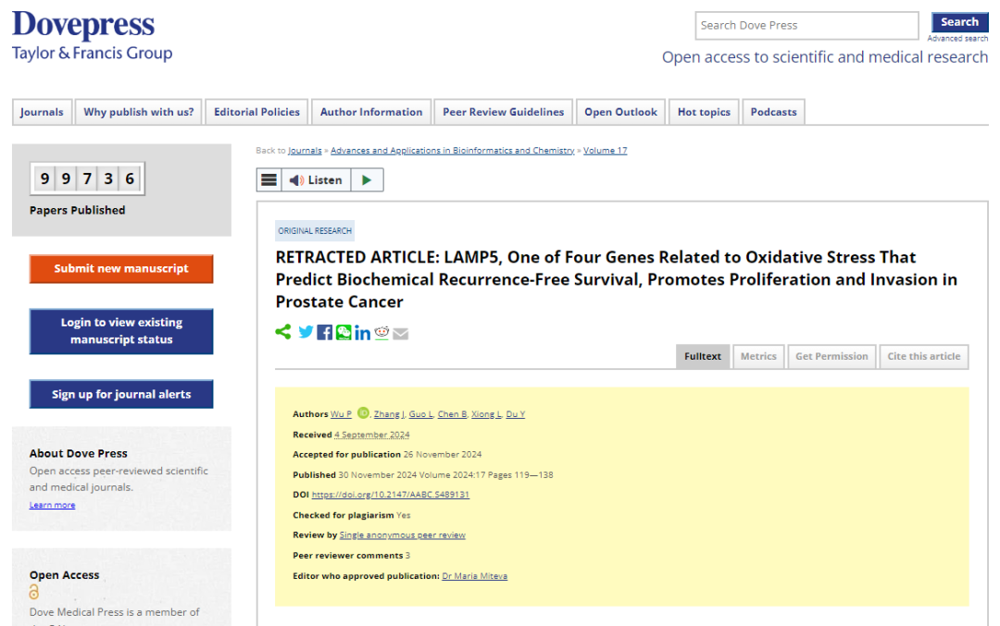 Dovepress
Taylor & Francis Group
Search Dove Press
Search
Advanced search
Open access to scientific and medical research
Journals
Why publish with us?
Editorial Policies
Author Information
Peer Review Guidelines
Open Outlook
Hot topics
Podcasts
99736
Papers Published
Submit new manuscript
Login to view existing
manuscript status
Sign up for journal alerts
About Dove Press
Open access peer-reviewed scientific
and medical journals.
Learn more
Open Access
Dove Medical Press is a member of
Back to Journals » Advances and Applications in Bioinformatics and Chemistry » Volume 17
Listen
ORIGINAL RESEARCH
RETRACTED ARTICLE: LAMP5, One of Four Genes Related to Oxidative Stress That
Predict Biochemical Recurrence-Free Survival, Promotes Proliferation and Invasion in
Prostate Cancer
in
Fulltext
Metrics
Get Permission
Cite this article
Authors Wu P iD, Zhang J, Guo L, Chen B, Xiong L, Du Y
Received 4 September 2024
Accepted for publication 26 November 2024
Published 30 November 2024 Volume 2024:17 Pages 119—138
DOI https://doi.org/10.2147/AABC.S489131
Checked for plagiarism Yes
Review by Single anonymous peer review
Peer reviewer comments 3
Editor who approved publication: Dr Maria Miteva